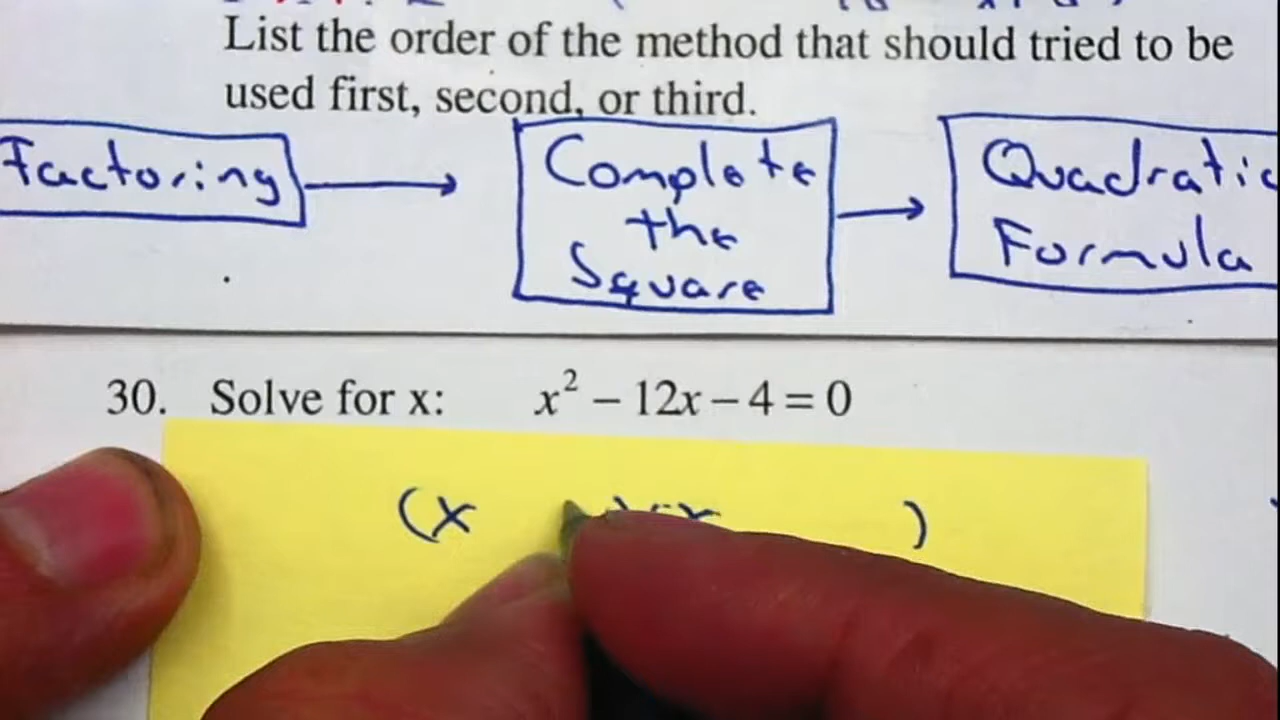 List the order of the method that should tried to be
used first, second, or third.
Factoring
Complete
the
Square
Quadratic
Formula
30. Solve for x: x² − 12x − 4 = 0
(x )(x )